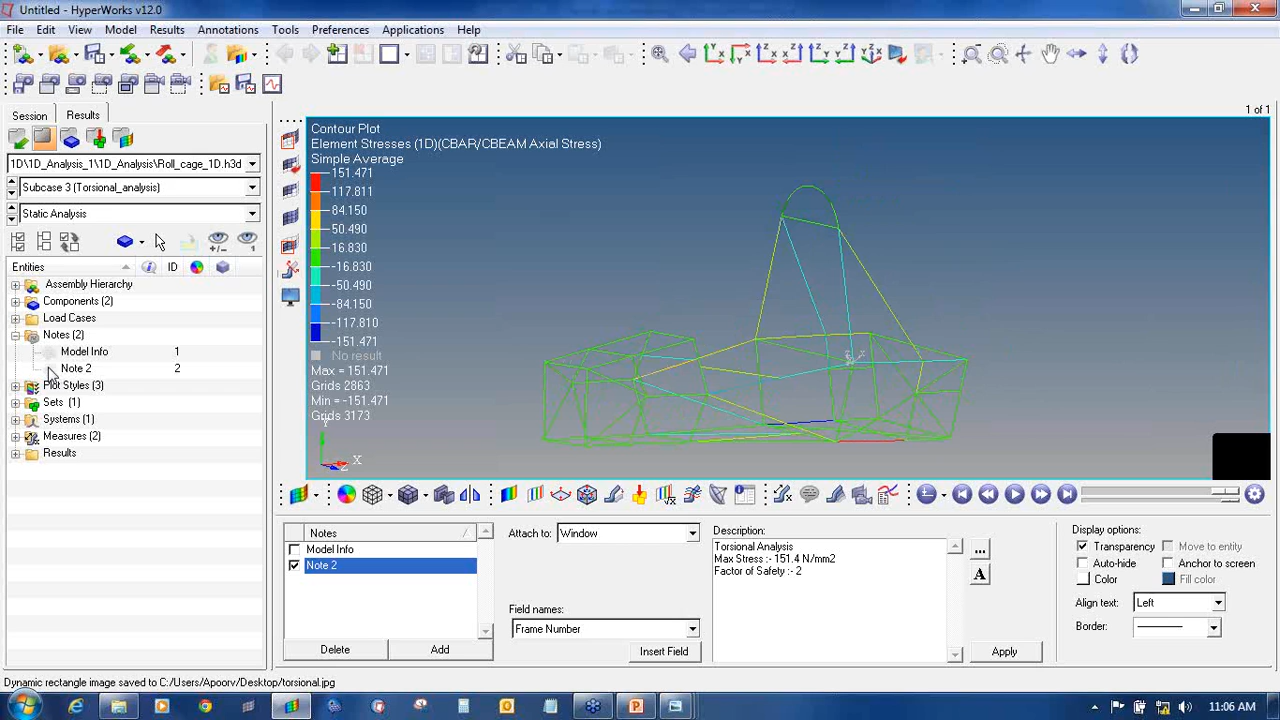 Untitled - HyperWorks v12.0
File Edit View Model Results Annotations Tools Preferences Applications Help
Session Results
1 of 1
1D\1D_Analysis_1\1D_Analysis\Roll_cage_1D.h3d
Subcase 3 (Torsional_analysis)
Static Analysis
Entities ID
Assembly Hierarchy
Components (2)
Load Cases
Notes (2)
Model Info 1
Note 2 2
Styles (3)
Sets (1)
Systems (1)
Measures (2)
Results
Contour Plot
Element Stresses (1D)(CBAR/CBEAM Axial Stress)
Simple Average
151.471
117.811
84.150
50.490
16.830
-16.830
-50.490
-84.150
-117.810
-151.471
No result
Max = 151.471
Grids 2863
Min = -151.471
Grids 3173
Y
X
Z
Notes
Model Info
Note 2
Delete Add
Attach to: Window
Field names:
Frame Number
Insert Field
Description:
Torsional Analysis
Max Stress :- 151.4 N/mm2
Factor of Safety :- 2
A
Apply
Display options:
Transparency Move to entity
Auto-hide Anchor to screen
Color Fill color
Align text: Left
Border:
Dynamic rectangle image saved to C:/Users/Apoorv/Desktop/torsional.jpg
11:06 AM